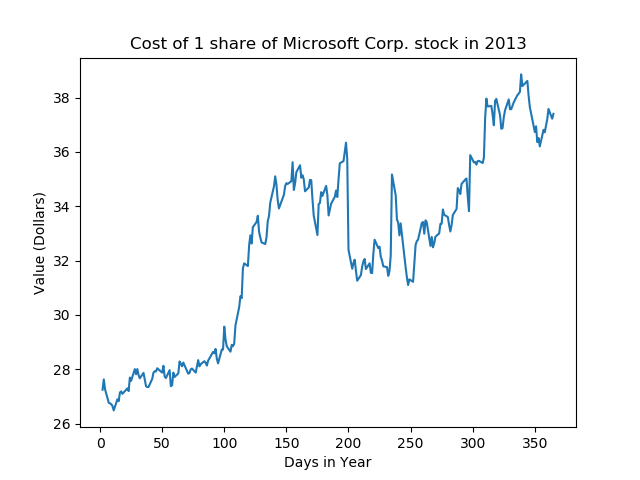 Cost of 1 share of Microsoft Corp. stock in 2013
38
36
34
32
30
28
26
Value (Dollars)
0 50 100 150 200 250 300 350
Days in Year